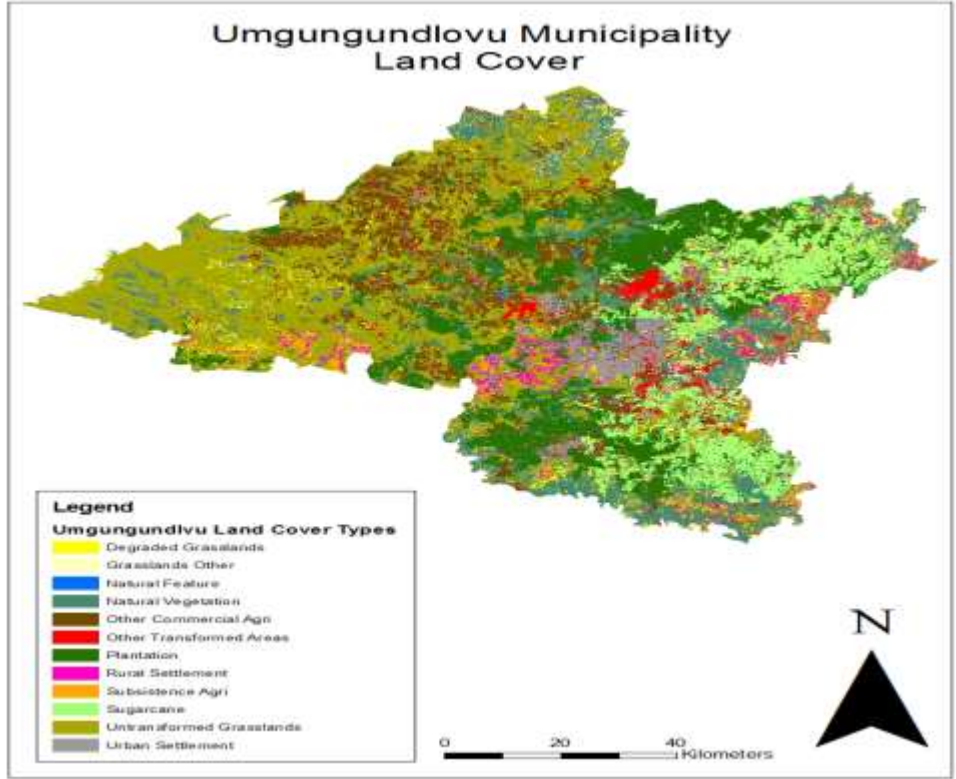 Umgungundlovu Municipality
Land Cover
Legend
Umgungundlvu Land Cover Types
Degraded Grasslands
Grasslands Other
Natural Feature
Natural Vegetation
Other Commercial Agri
Other Transformed Areas
Plantation
Rural Settlement
Subsistence Agri
Sugarcane
Untransformed Grasslands
Urban Settlement
N
0 20 40
Kilometers